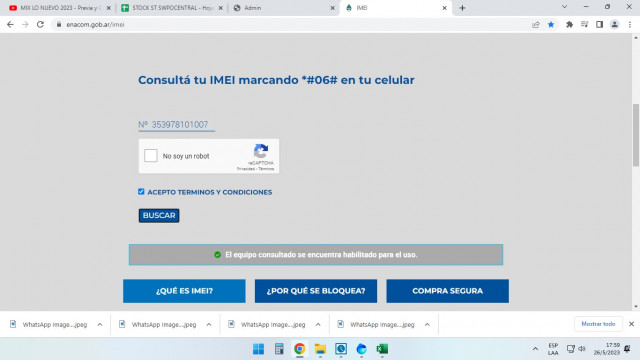 MIX LO NUEVO 2023 - Previa y C
STOCK ST SWPOCENTRAL - Hoja
Admin
IMEI
enacom.gob.ar/imei
Consultá tu IMEI marcando *#06# en tu celular
Nº 353978101007
No soy un robot
reCAPTCHA
Privacidad - Términos
ACEPTO TERMINOS Y CONDICIONES
BUSCAR
El equipo consultado se encuentra habilitado para el uso.
¿QUÉ ES IMEI?
¿POR QUÉ SE BLOQUEA?
COMPRA SEGURA
WhatsApp Image....jpeg
WhatsApp Image....jpeg
WhatsApp Image....jpeg
WhatsApp Image....jpeg
Mostrar todo
ESP
LAA
17:59
26/5/2023